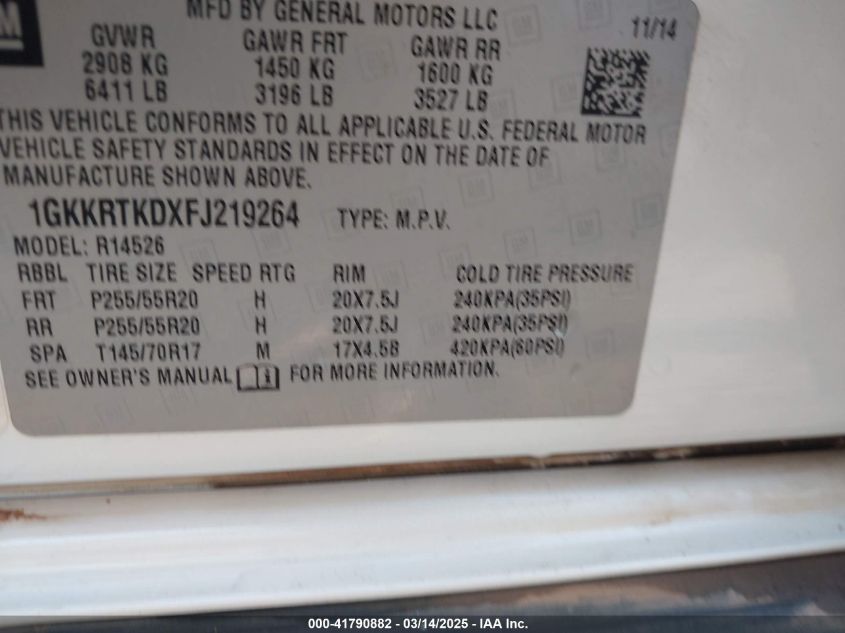 GM
MFD BY GENERAL MOTORS LLC
11/14
GVWR GAWR FRT GAWR RR
2908 KG 1450 KG 1600 KG
6411 LB 3196 LB 3527 LB
THIS VEHICLE CONFORMS TO ALL APPLICABLE U.S. FEDERAL MOTOR
VEHICLE SAFETY STANDARDS IN EFFECT ON THE DATE OF
MANUFACTURE SHOWN ABOVE.
1GKKRTKDXFJ219264 TYPE: M.P.V.
MODEL: R14526
RBBL TIRE SIZE SPEED RTG RIM COLD TIRE PRESSURE
FRT P255/55R20 H 20X7.5J 240KPA(35PSI)
RR P255/55R20 H 20X7.5J 240KPA(35PSI)
SPA T145/70R17 M 17X4.5B 420KPA(60PSI)
SEE OWNER'S MANUAL FOR MORE INFORMATION.
000-41790882 - 03/14/2025 - IAA Inc.